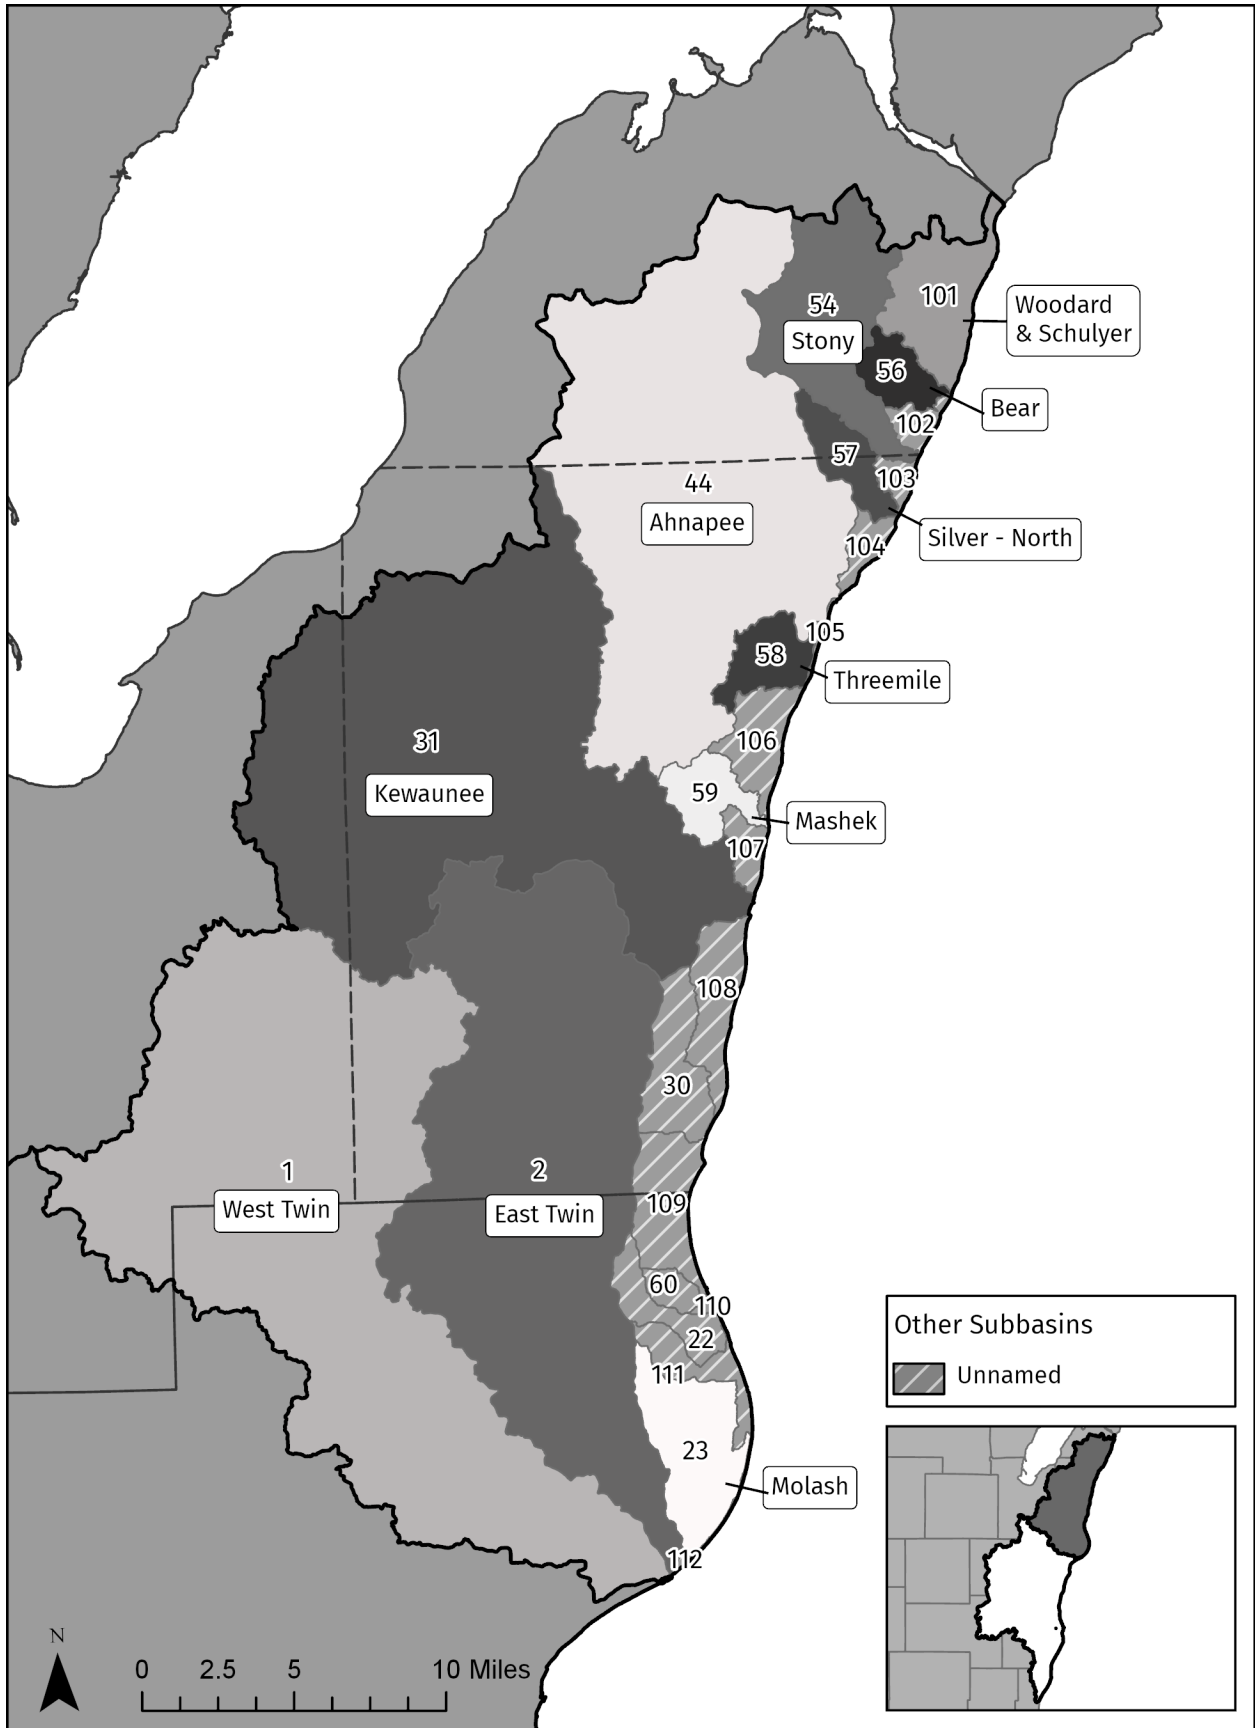 101
54
Woodard
& Schulyer
Stony
56
Bear
102
57
103
44
Ahnapee
Silver - North
104
105
58
Threemile
31
106
Kewaunee
59
Mashek
107
108
30
1
2
West Twin
East Twin
109
60
110
22
111
Other Subbasins
Unnamed
23
Molash
112
N
0 2.5 5 10 Miles